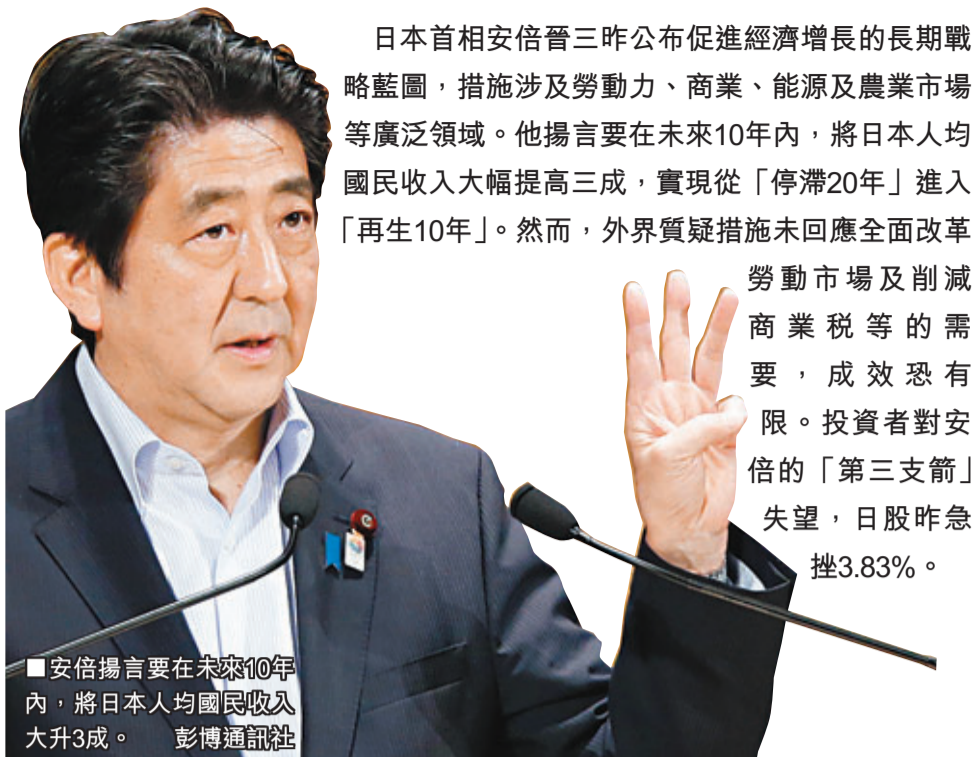 日本首相安倍晉三昨公布促進經濟增長的長期戰
略藍圖，措施涉及勞動力、商業、能源及農業市場
等廣泛領域。他揚言要在未來10年內，將日本人均
國民收入大幅提高三成，實現從「停滯20年」進入
「再生10年」。然而，外界質疑措施未回應全面改革
勞動市場及削減
商業稅等的需
要，成效恐有
限。投資者對安
倍的「第三支箭」
失望，日股昨急
挫3.83%。
■安倍揚言要在未來10年
內，將日本人均國民收入
大升3成。 彭博通訊社